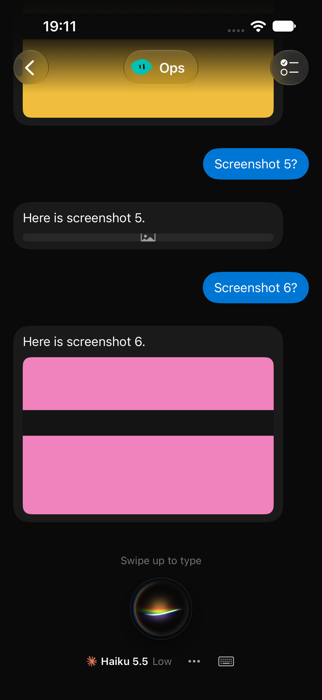 19:11
Ops
Screenshot 5?
Here is screenshot 5.
Screenshot 6?
Here is screenshot 6.
Swipe up to type
Haiku 5.5 Low